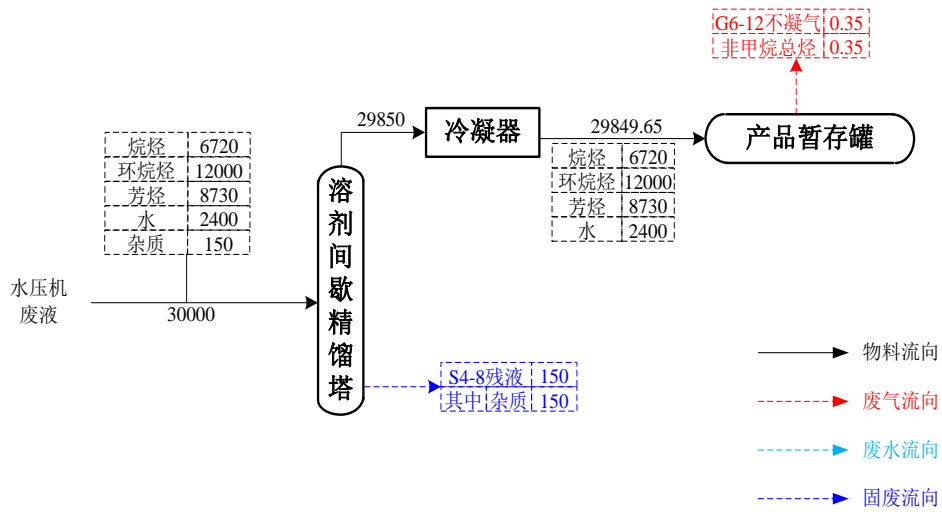 G6-12不凝气 0.35
非甲烷总烃 0.35
29850
冷凝器
29849.65
产品暂存罐
烷烃 6720
环烷烃 12000
芳烃 8730
水 2400
杂质 150
烷烃 6720
环烷烃 12000
芳烃 8730
水 2400
溶剂间歇精馏塔
水压机
废液
30000
S4-8残液 150
其中 杂质 150
物料流向
废气流向
废水流向
固废流向